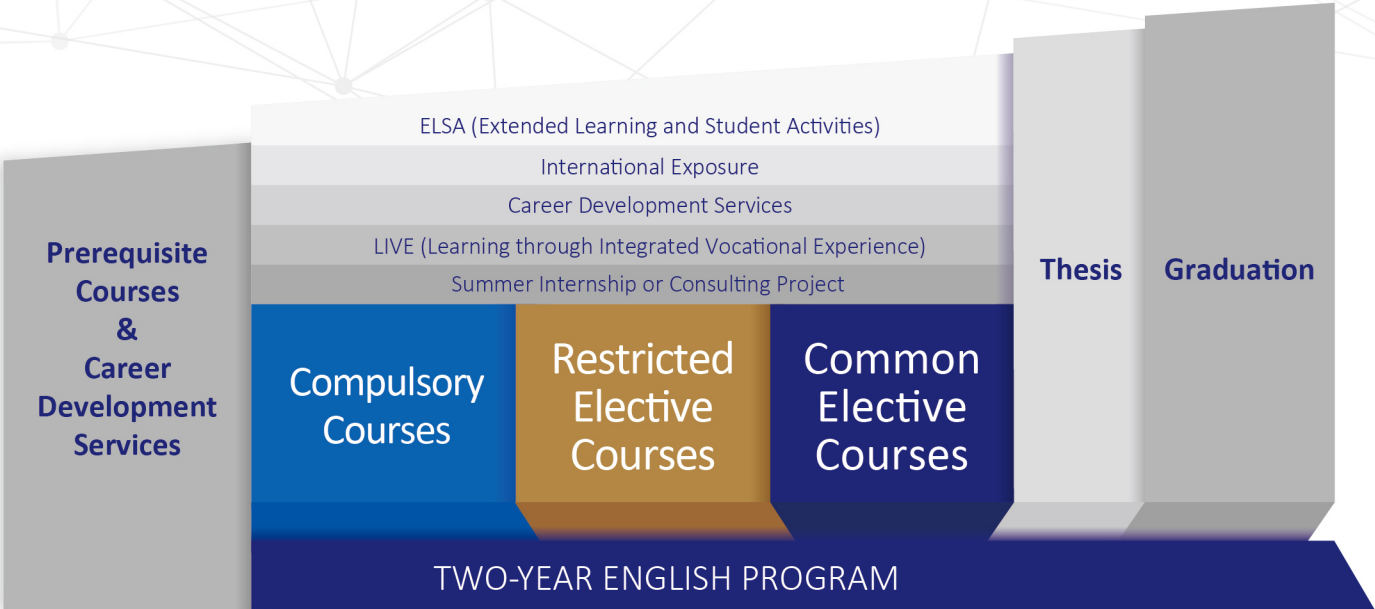 Prerequisite
Courses
&
Career
Development
Services
ELSA (Extended Learning and Student Activities)
International Exposure
Career Development Services
LIVE (Learning through Integrated Vocational Experience)
Summer Internship or Consulting Project
Compulsory
Courses
Restricted
Elective
Courses
Common
Elective
Courses
Thesis
Graduation
TWO-YEAR ENGLISH PROGRAM